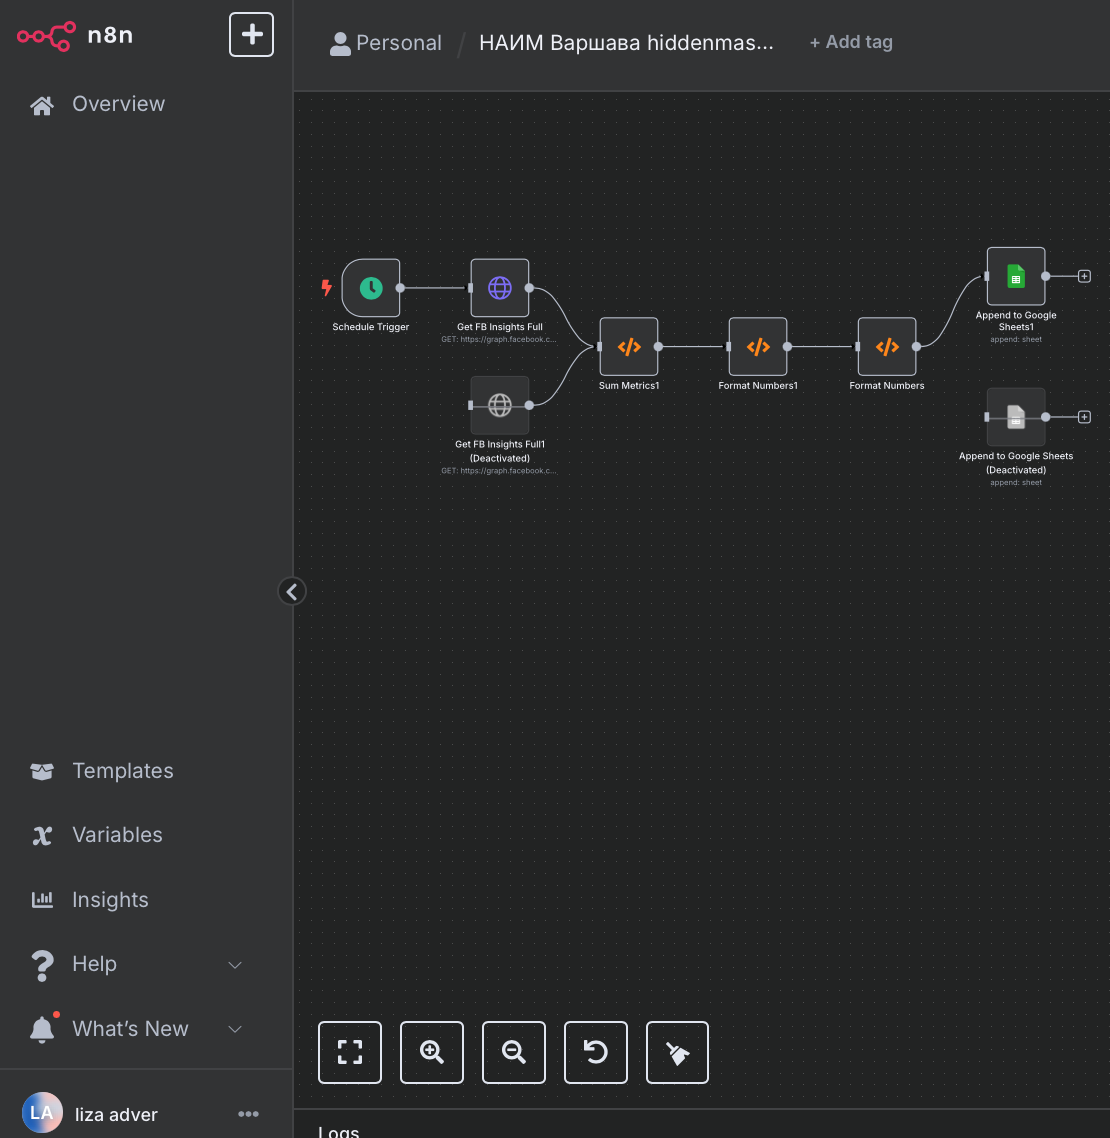 n8n
Personal / НАИМ Варшава hiddenmas... + Add tag
Overview
Schedule Trigger
Get FB Insights Full
GET: https://graph.facebook.c...
Get FB Insights Full1
(Deactivated)
GET: https://graph.facebook.c...
Sum Metrics1
Format Numbers1
Format Numbers
Append to Google
Sheets1
append: sheet
Append to Google Sheets
(Deactivated)
append: sheet
Templates
Variables
Insights
Help
What's New
LA liza adver
Logs